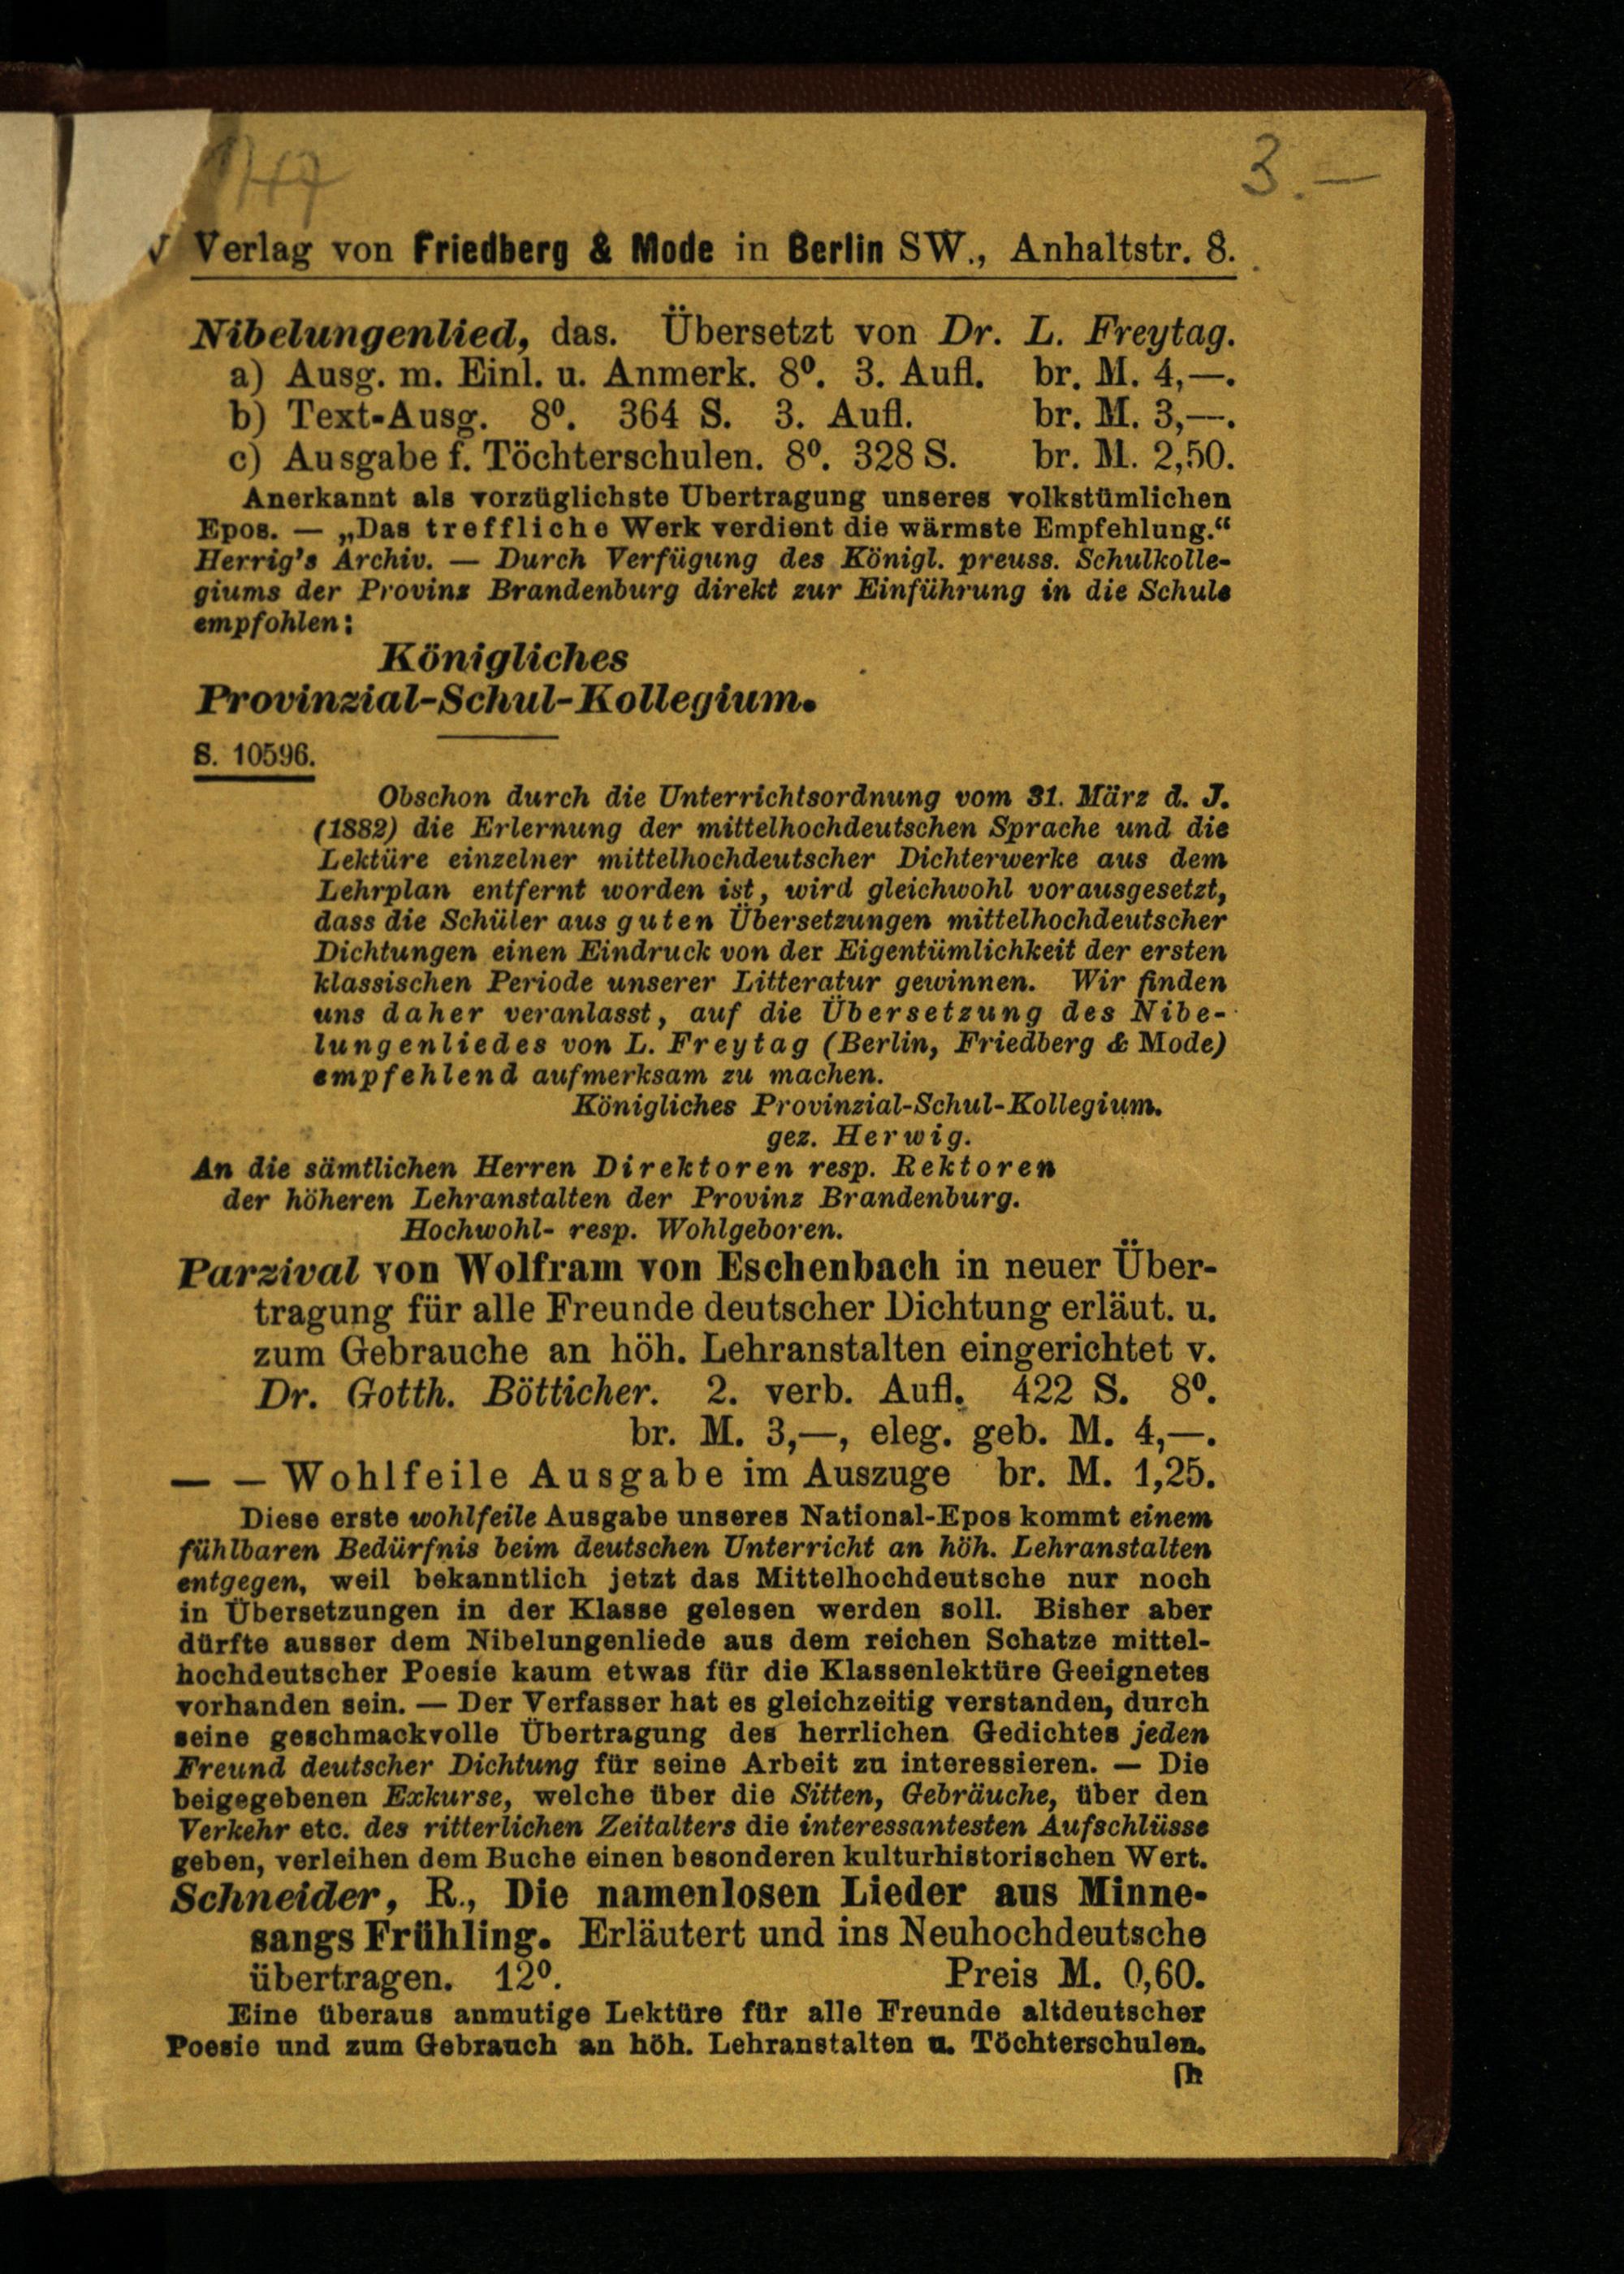 3.—
Verlag von Friedberg & Mode in Berlin SW., Anhaltstr. 8.
Nibelungenlied, das. Übersetzt von Dr. L. Freytag.
a) Ausg. m. Einl. u. Anmerk. 8⁰. 3. Aufl. br. M. 4,—.
b) Text-Ausg. 8⁰. 364 S. 3. Aufl. br. M. 3,—.
c) Ausgabe f. Töchterschulen. 8⁰. 328 S. br. M. 2,50.
Anerkannt als vorzüglichste Übertragung unseres volkstümlichen
Epos. — „Das treffliche Werk verdient die wärmste Empfehlung.“
Herrig's Archiv. — Durch Verfügung des Königl. preuss. Schulkolle-
giums der Provinz Brandenburg direkt zur Einführung in die Schule
empfohlen:
Königliches
Provinzial-Schul-Kollegium.
S. 10596.
Obschon durch die Unterrichtsordnung vom 31. März d. J.
(1882) die Erlernung der mittelhochdeutschen Sprache und die
Lektüre einzelner mittelhochdeutscher Dichterwerke aus dem
Lehrplan entfernt worden ist, wird gleichwohl vorausgesetzt,
dass die Schüler aus guten Übersetzungen mittelhochdeutscher
Dichtungen einen Eindruck von der Eigentümlichkeit der ersten
klassischen Periode unserer Litteratur gewinnen. Wir finden
uns daher veranlasst, auf die Übersetzung des Nibe-
lungenliedes von L. Freytag (Berlin, Friedberg & Mode)
empfehlend aufmerksam zu machen.
Königliches Provinzial-Schul-Kollegium.
gez. Herwig.
An die sämtlichen Herren Direktoren resp. Rektoren
der höheren Lehranstalten der Provinz Brandenburg.
Hochwohl- resp. Wohlgeboren.
Parzival von Wolfram von Eschenbach in neuer Über-
tragung für alle Freunde deutscher Dichtung erläut. u.
zum Gebrauche an höh. Lehranstalten eingerichtet v.
Dr. Gotth. Bötticher. 2. verb. Aufl. 422 S. 8⁰.
br. M. 3,—, eleg. geb. M. 4,—.
— — Wohlfeile Ausgabe im Auszuge br. M. 1,25.
Diese erste wohlfeile Ausgabe unseres National-Epos kommt einem
fühlbaren Bedürfnis beim deutschen Unterricht an höh. Lehranstalten
entgegen, weil bekanntlich jetzt das Mittelhochdeutsche nur noch
in Übersetzungen in der Klasse gelesen werden soll. Bisher aber
dürfte ausser dem Nibelungenliede aus dem reichen Schatze mittel-
hochdeutscher Poesie kaum etwas für die Klassenlektüre Geeignetes
vorhanden sein. — Der Verfasser hat es gleichzeitig verstanden, durch
seine geschmackvolle Übertragung des herrlichen Gedichtes jeden
Freund deutscher Dichtung für seine Arbeit zu interessieren. — Die
beigegebenen Exkurse, welche über die Sitten, Gebräuche, über den
Verkehr etc. des ritterlichen Zeitalters die interessantesten Aufschlüsse
geben, verleihen dem Buche einen besonderen kulturhistorischen Wert.
Schneider, R., Die namenlosen Lieder aus Minne-
sangs Frühling. Erläutert und ins Neuhochdeutsche
übertragen. 12⁰. Preis M. 0,60.
Eine überaus anmutige Lektüre für alle Freunde altdeutscher
Poesie und zum Gebrauch an höh. Lehranstalten u. Töchterschulen.